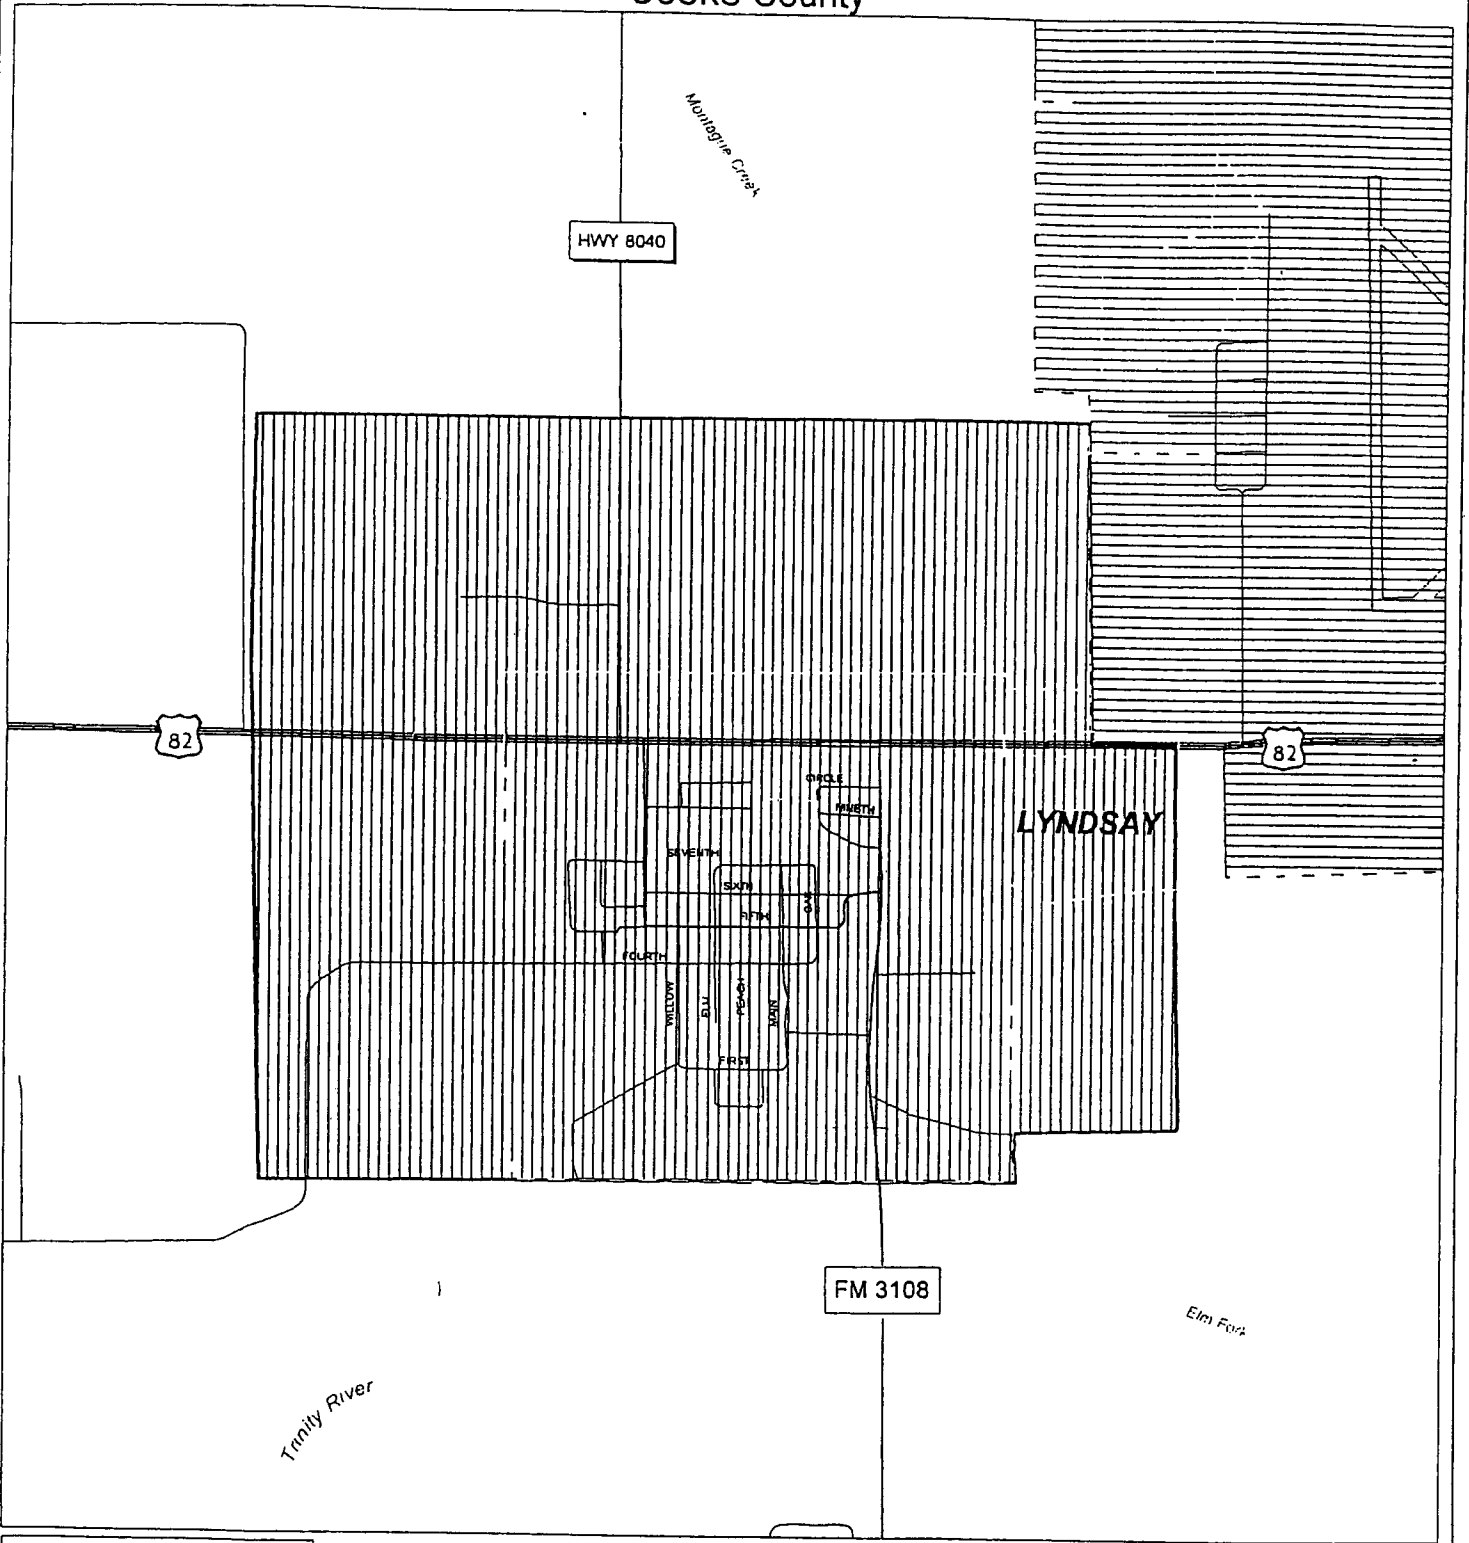 Cooke County
Montague Creek
HWY 8040
82
82
CIRCLE
NINETH
LYNDSAY
SEVENTH
SIXTH
OAK
FIFTH
FOURTH
WILLOW
ELM
PEACH
MAIN
FIRST
FM 3108
Elm Fork
Trinity River